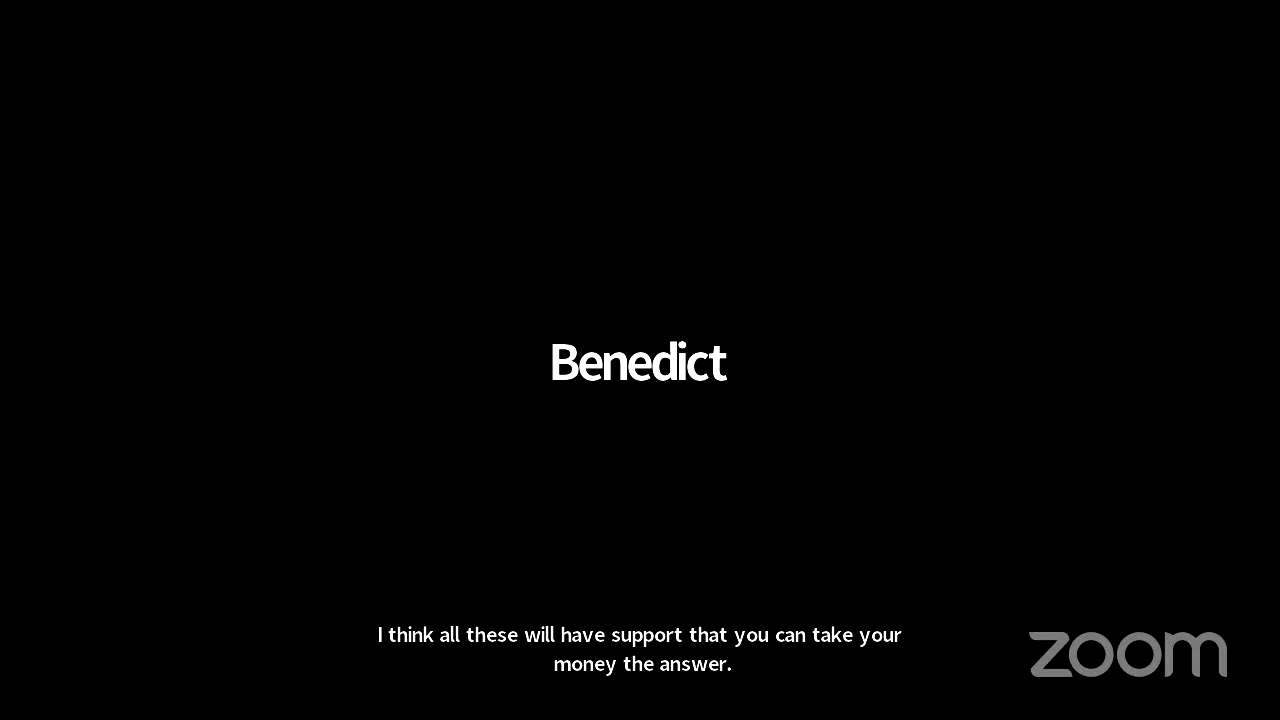 Benedict
I think all these will have support that you can take your
money the answer.
zoom